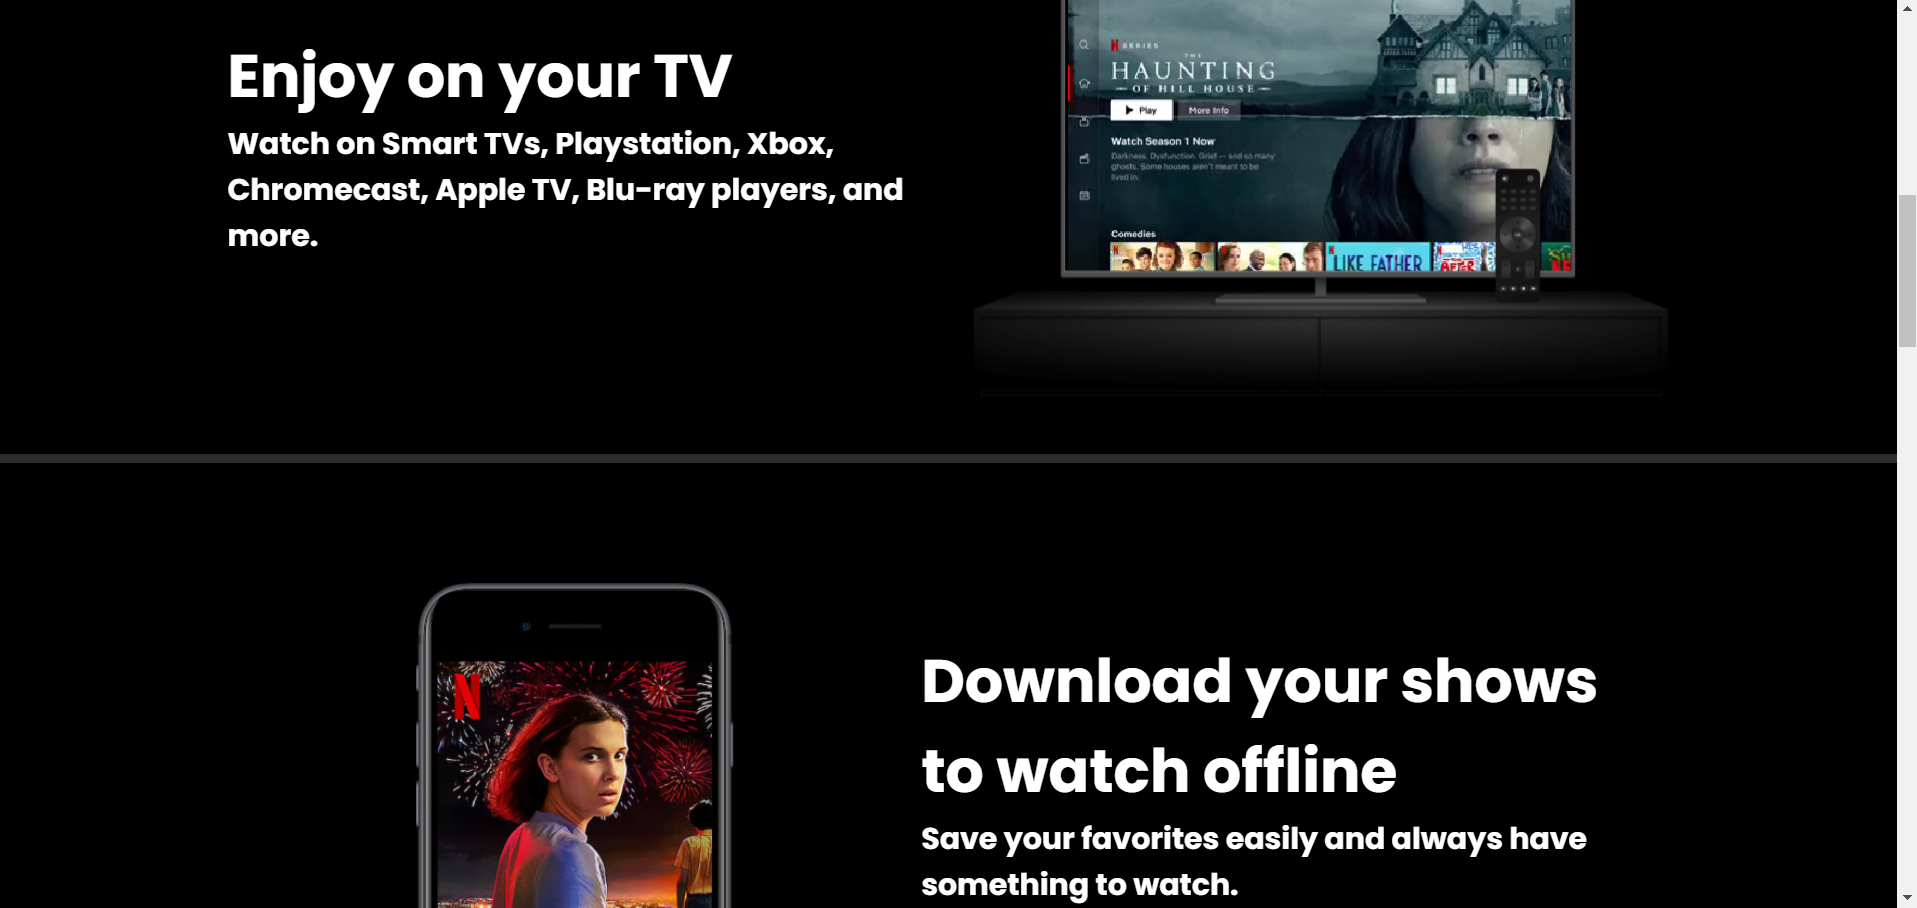 Enjoy on your TV
Watch on Smart TVs, Playstation, Xbox,
Chromecast, Apple TV, Blu-ray players, and
more.
N SERIES
THE
HAUNTING
OF HILL HOUSE
Play More Info
Watch Season 1 Now
Darkness. Dysfunction. Grief -- and so many
ghosts. Some houses aren't meant to be
lived in.
Comedies
LIKE FATHER
N
Download your shows
to watch offline
Save your favorites easily and always have
something to watch.